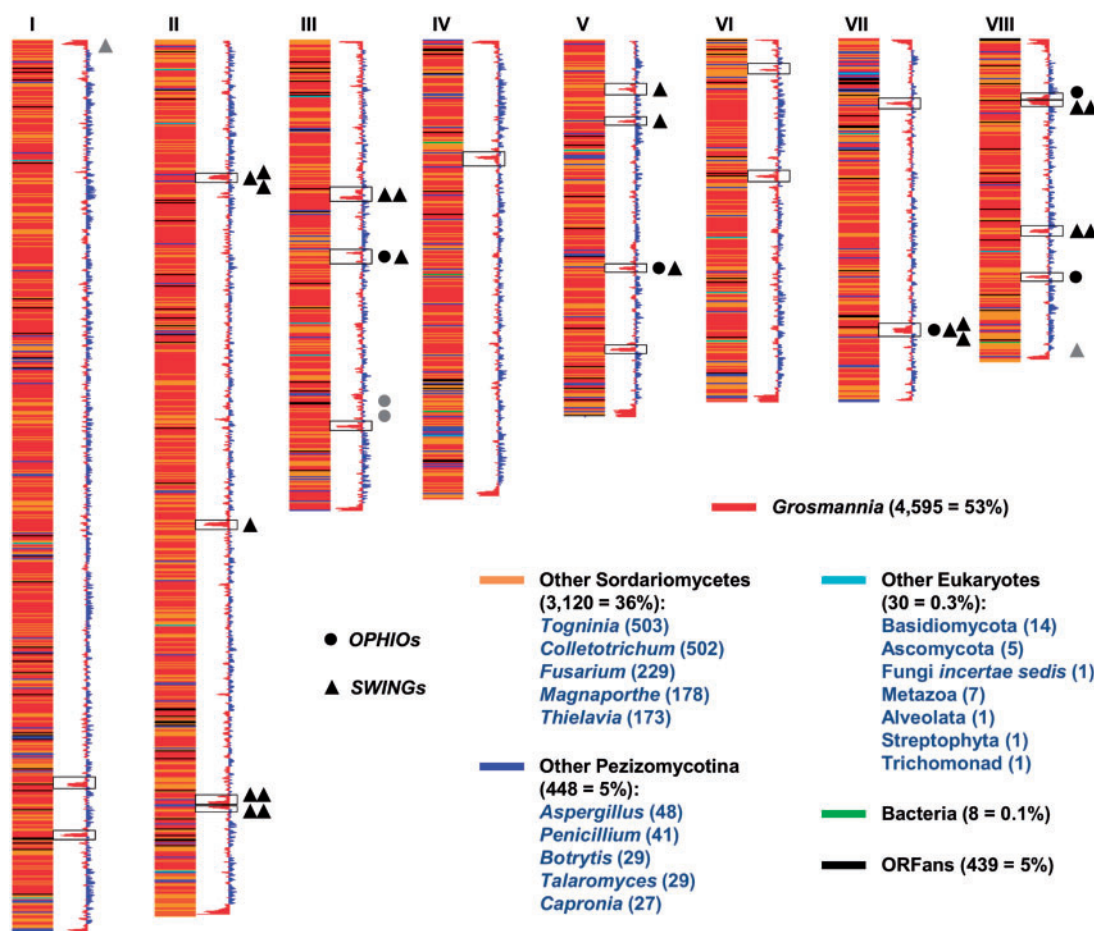 I
II
III
IV
V
VI
VII
VIII
Grosmannia (4,595 = 53%)
Other Sordariomycetes
(3,120 = 36%):
Togninia (503)
Colletotrichum (502)
Fusarium (229)
Magnaporthe (178)
Thielavia (173)
Other Pezizomycotina
(448 = 5%):
Aspergillus (48)
Penicillium (41)
Botrytis (29)
Talaromyces (29)
Capronia (27)
Other Eukaryotes
(30 = 0.3%):
Basidiomycota (14)
Ascomycota (5)
Fungi incertae sedis (1)
Metazoa (7)
Alveolata (1)
Streptophyta (1)
Trichomonad (1)
Bacteria (8 = 0.1%)
ORFans (439 = 5%)
OPHIOs
SWINGs